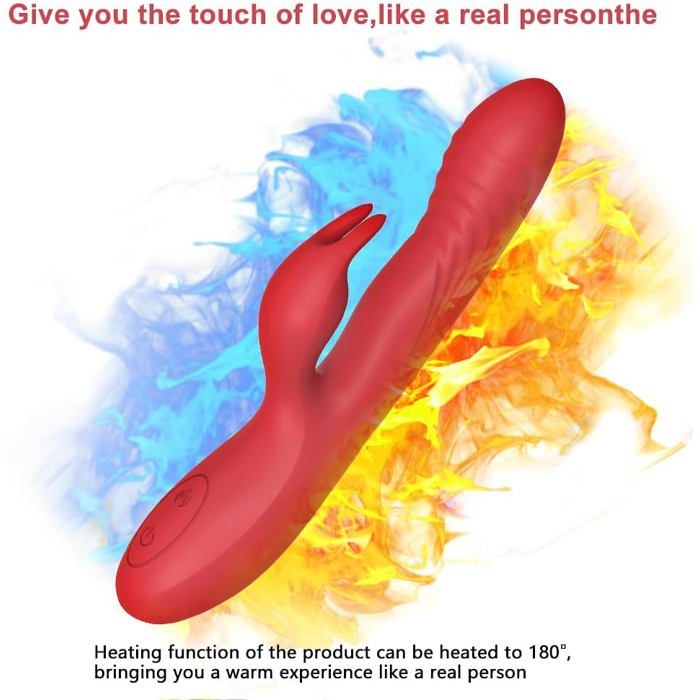 Give you the touch of love,like a real personthe
Heating function of the product can be heated to 180°,
bringing you a warm experience like a real person